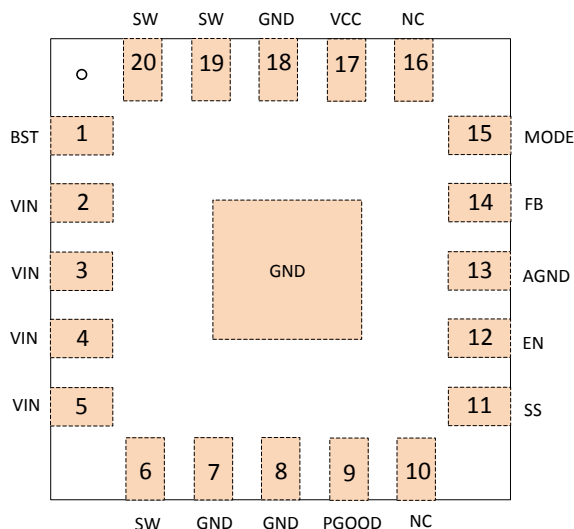 SW SW GND VCC NC
20 19 18 17 16
BST 1 15 MODE
VIN 2 14 FB
VIN 3 GND 13 AGND
VIN 4 12 EN
VIN 5 11 SS
6 7 8 9 10
SW GND GND PGOOD NC